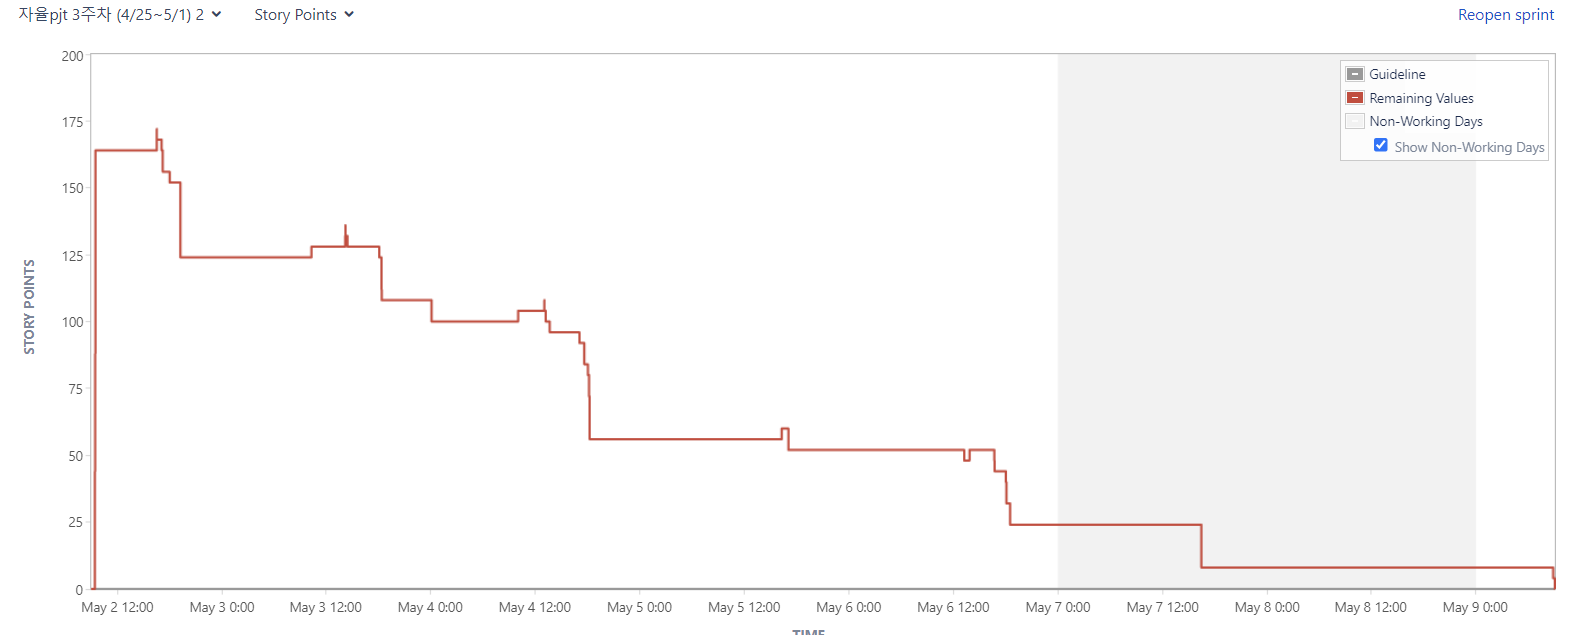 자율pjt 3주차 (4/25~5/1) 2 Story Points Reopen sprint
Guideline
Remaining Values
Non-Working Days
Show Non-Working Days
STORY POINTS
200
175
150
125
100
75
50
25
0
May 2 12:00 May 3 0:00 May 3 12:00 May 4 0:00 May 4 12:00 May 5 0:00 May 5 12:00 May 6 0:00 May 6 12:00 May 7 0:00 May 7 12:00 May 8 0:00 May 8 12:00 May 9 0:00
TIME